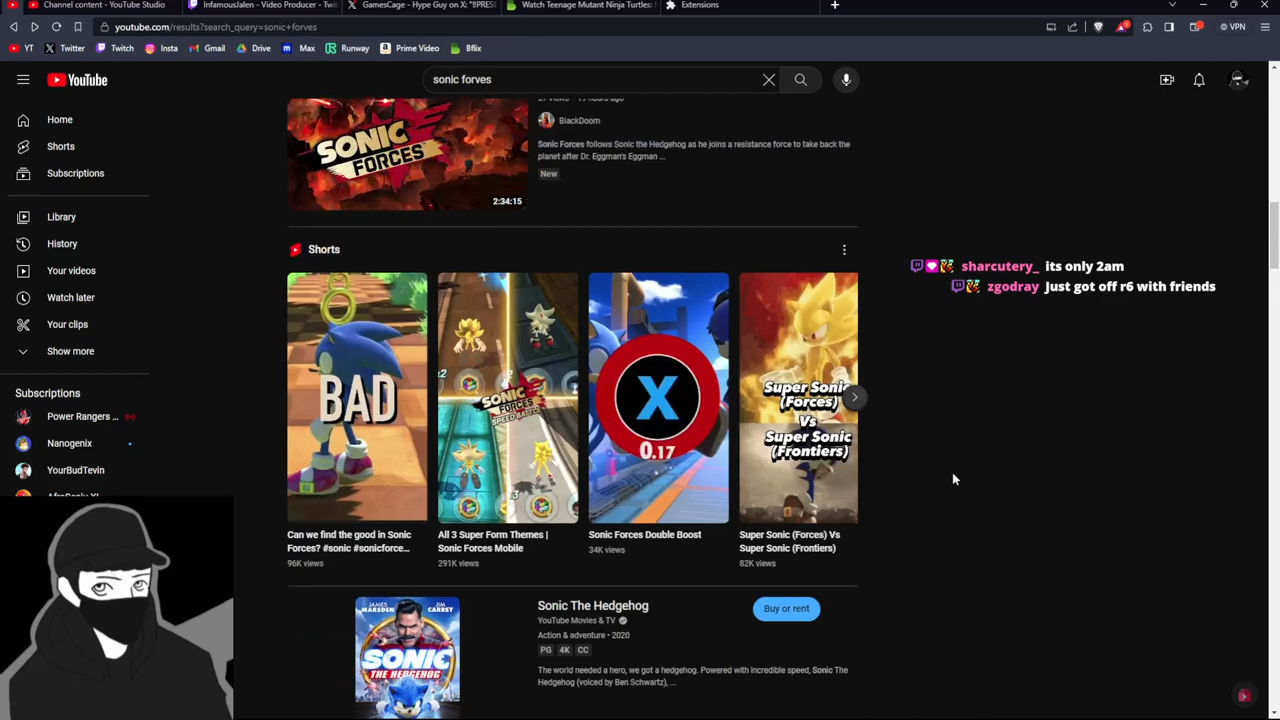 Channel content - YouTube Studio
InfamousJalen - Video Producer - Twit
GamesCage - Hype Guy on X: "8PRES
Watch Teenage Mutant Ninja Turtles:
Extensions
youtube.com/results?search_query=sonic+forves
VPN
YT
Twitter
Twitch
Insta
Gmail
Drive
Max
Runway
Prime Video
Bflix
YouTube
sonic forves
Home
Shorts
Subscriptions
Library
History
Your videos
Watch later
Your clips
Show more
Subscriptions
Power Rangers ...
Nanogenix
YourBudTevin
SONIC
FORCES
2:34:15
BlackDoom
Sonic Forces follows Sonic the Hedgehog as he joins a resistance force to take back the
planet after Dr. Eggman's Eggman ...
New
Shorts
BAD
Can we find the good in Sonic
Forces? #sonic #sonicforce...
96K views
SONIC
FORCES
SPEED BATTLE
All 3 Super Form Themes |
Sonic Forces Mobile
291K views
X
0.17
Sonic Forces Double Boost
34K views
Super Sonic
(Forces)
Vs
Super Sonic
(Frontiers)
Super Sonic (Forces) Vs
Super Sonic (Frontiers)
82K views
JAMES
MARSDEN
JIM
CARREY
SONIC
THE HEDGEHOG
Sonic The Hedgehog
YouTube Movies & TV
Action & adventure • 2020
PG 4K CC
The world needed a hero, we got a hedgehog. Powered with incredible speed, Sonic The
Hedgehog (voiced by Ben Schwartz), ...
Buy or rent
sharcutery_ its only 2am
zgodray Just got off r6 with friends